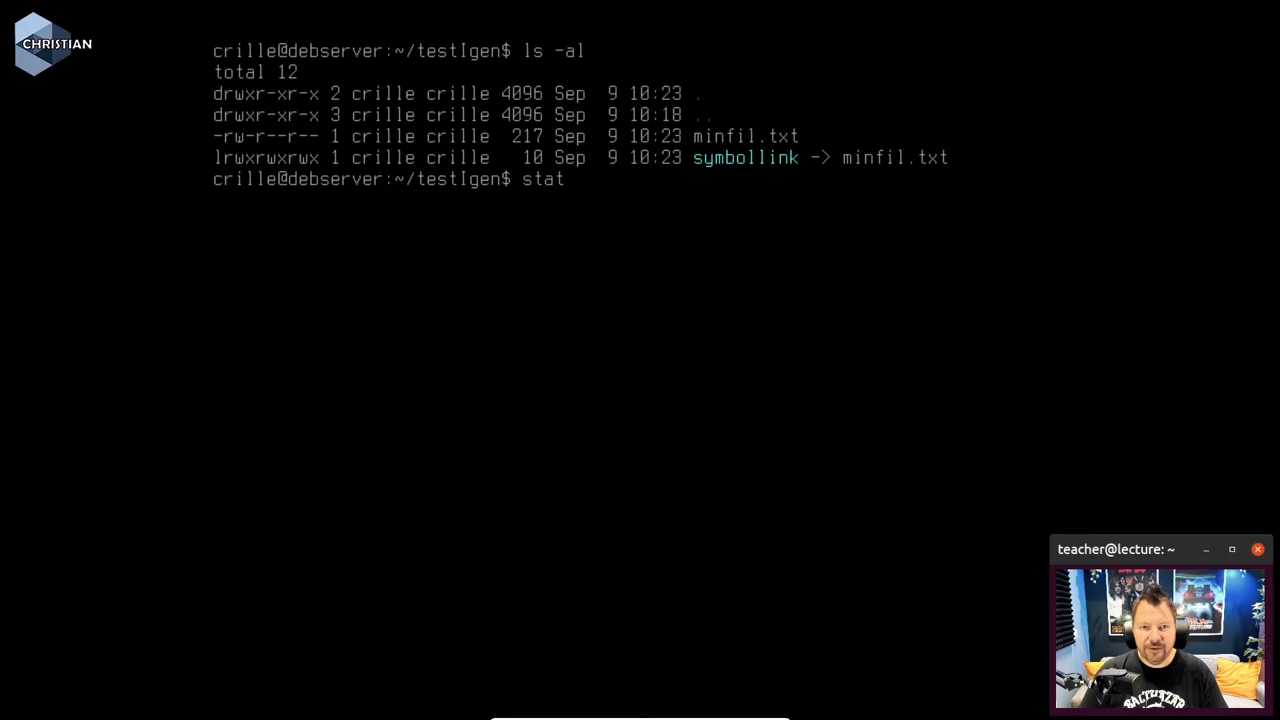 CHRISTIAN
crille@debserver:~/testIgen$ ls -al
total 12
drwxr-xr-x 2 crille crille 4096 Sep  9 10:23 .
drwxr-xr-x 3 crille crille 4096 Sep  9 10:18 ..
-rw-r--r-- 1 crille crille  217 Sep  9 10:23 minfil.txt
lrwxrwxrwx 1 crille crille   10 Sep  9 10:23 symbollink -> minfil.txt
crille@debserver:~/testIgen$ stat
teacher@lecture: ~